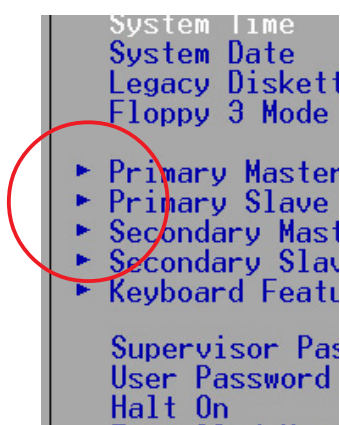 System Time
System Date
Legacy Diskett
Floppy 3 Mode
Primary Master
Primary Slave
Secondary Mast
Secondary Slav
Keyboard Featu
Supervisor Pas
User Password
Halt On